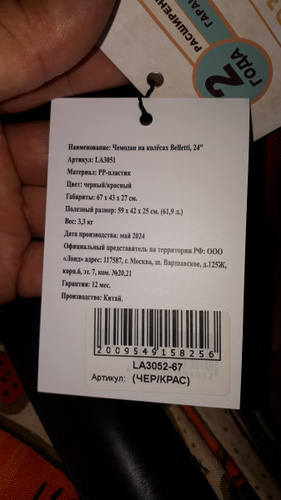 РАСШИРЕНН
ГАРА
2
ГОДА
Наименование: Чемодан на колёсах Belletti, 24"
Артикул: LA3051
Материал: PP-пластик
Цвет: черный/красный
Габариты: 67 x 43 x 27 см.
Полезный размер: 59 x 42 x 25 см. (61,9 л.)
Вес: 3,3 кг
Дата производства: май 2024
Официальный представитель на территории РФ: ООО
«Лоид» адрес: 117587, г. Москва, ш. Варшавское, д.125Ж,
корп.6, эт. 7, ком. №20,21
Гарантия: 12 мес.
Производство: Китай.
2009549158256
LA3052-67
Артикул: (ЧЕР/КРАС)